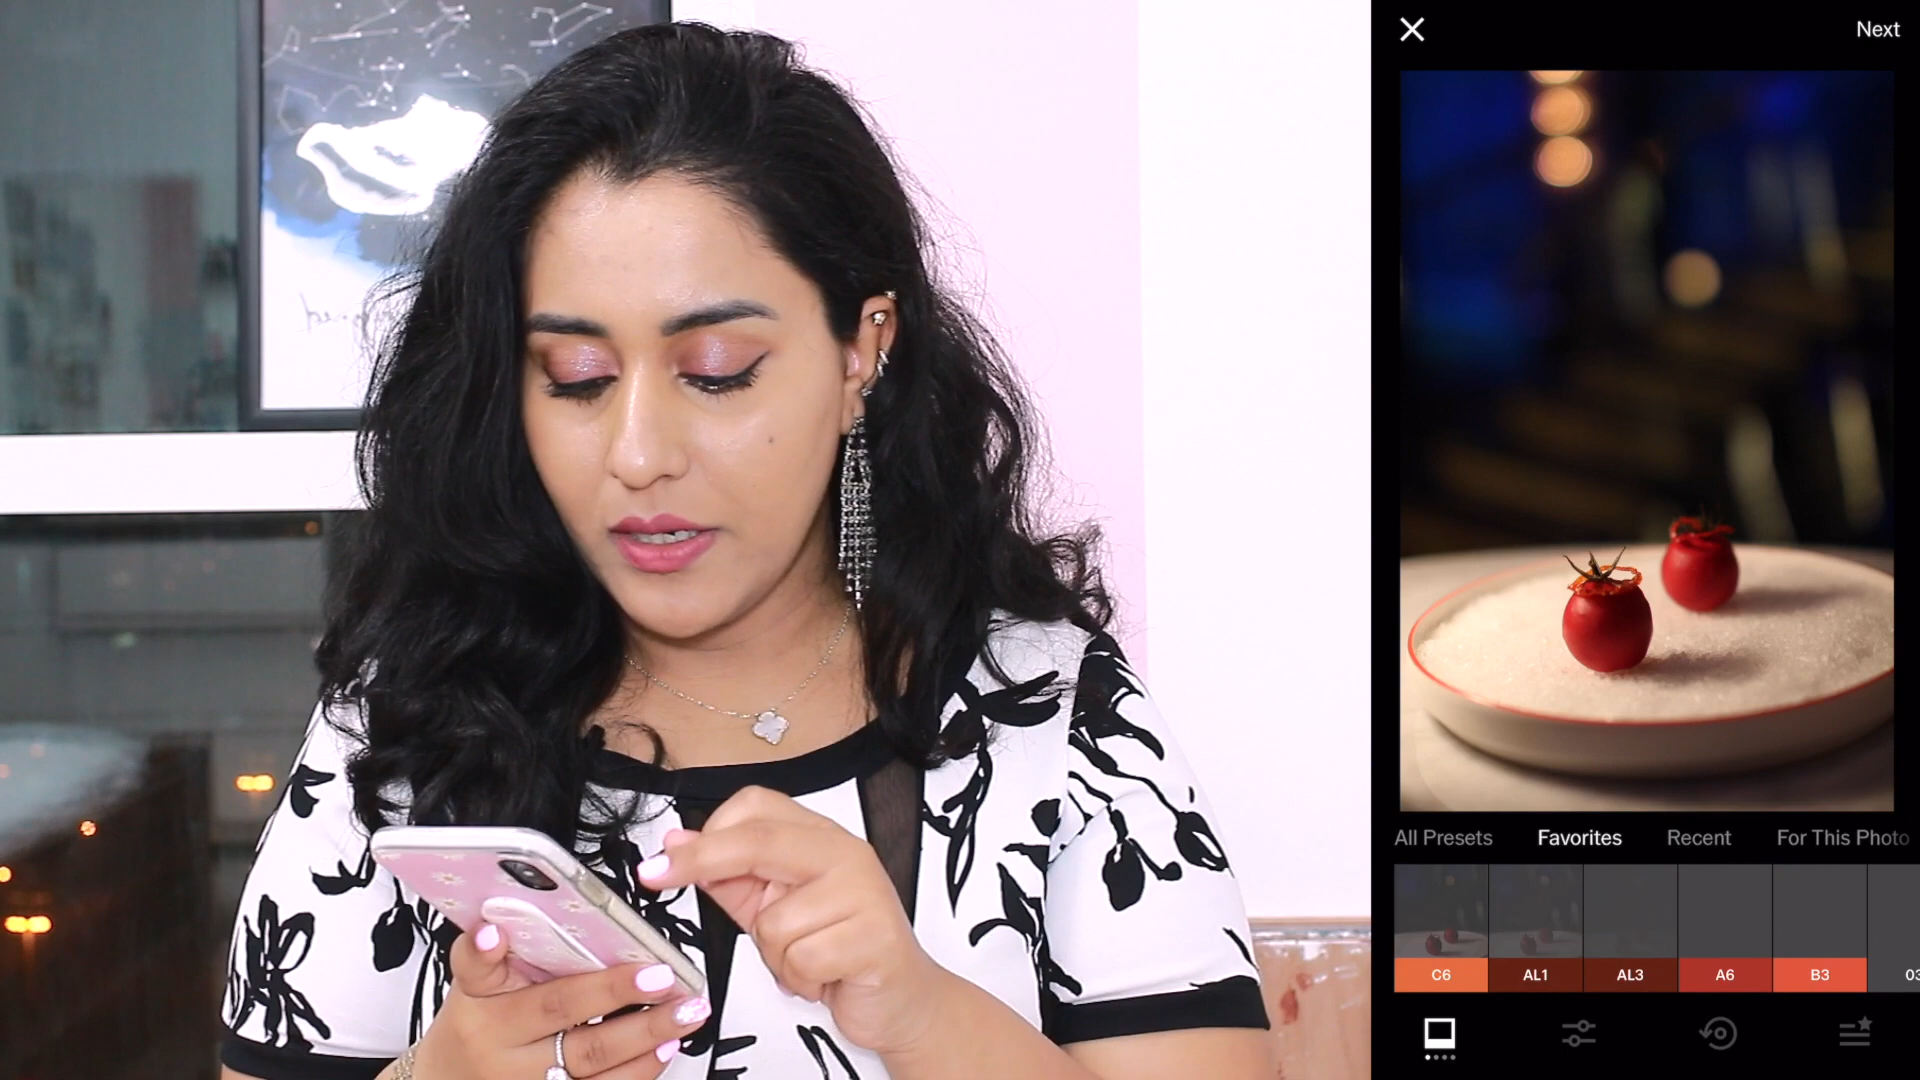 Next
All Presets Favorites Recent For This Photo
C6 AL1 AL3 A6 B3